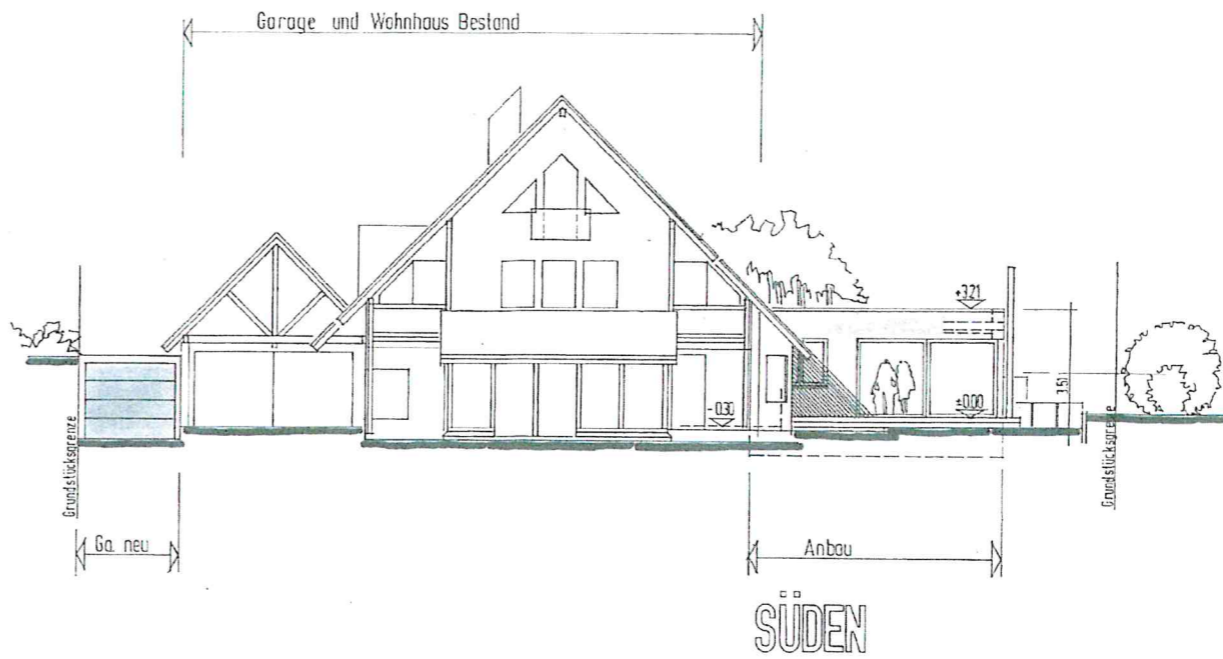 Garage und Wohnhaus Bestand
+3.21
3.51
-0.30
±0.00
Grundstücksgrenze
Grundstücksgrenze
Ga. neu
Anbau
SÜDEN